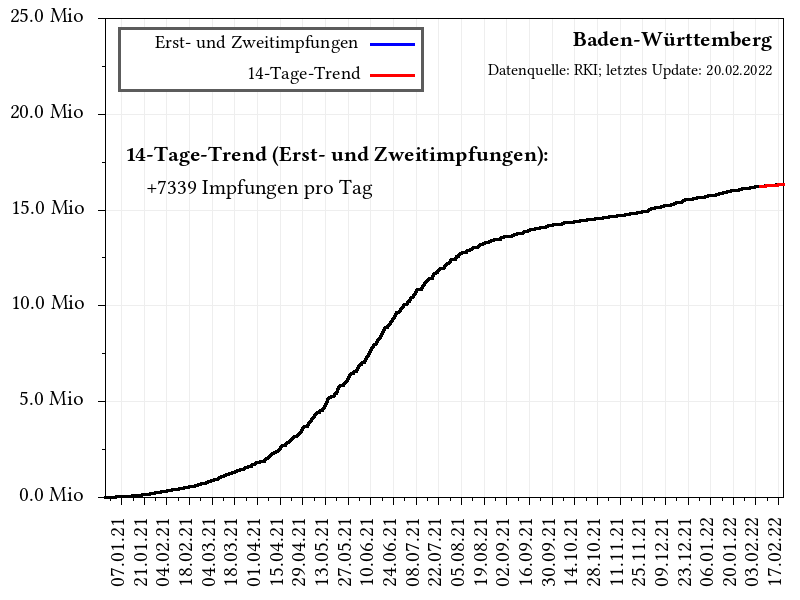 25.0 Mio
20.0 Mio
15.0 Mio
10.0 Mio
5.0 Mio
0.0 Mio
Erst- und Zweitimpfungen
14-Tage-Trend
Baden-Württemberg
Datenquelle: RKI; letztes Update: 20.02.2022
14-Tage-Trend (Erst- und Zweitimpfungen):
+7339 Impfungen pro Tag
07.01.21
21.01.21
04.02.21
18.02.21
04.03.21
18.03.21
01.04.21
15.04.21
29.04.21
13.05.21
27.05.21
10.06.21
24.06.21
08.07.21
22.07.21
05.08.21
19.08.21
02.09.21
16.09.21
30.09.21
14.10.21
28.10.21
11.11.21
25.11.21
09.12.21
23.12.21
06.01.22
20.01.22
03.02.22
17.02.22